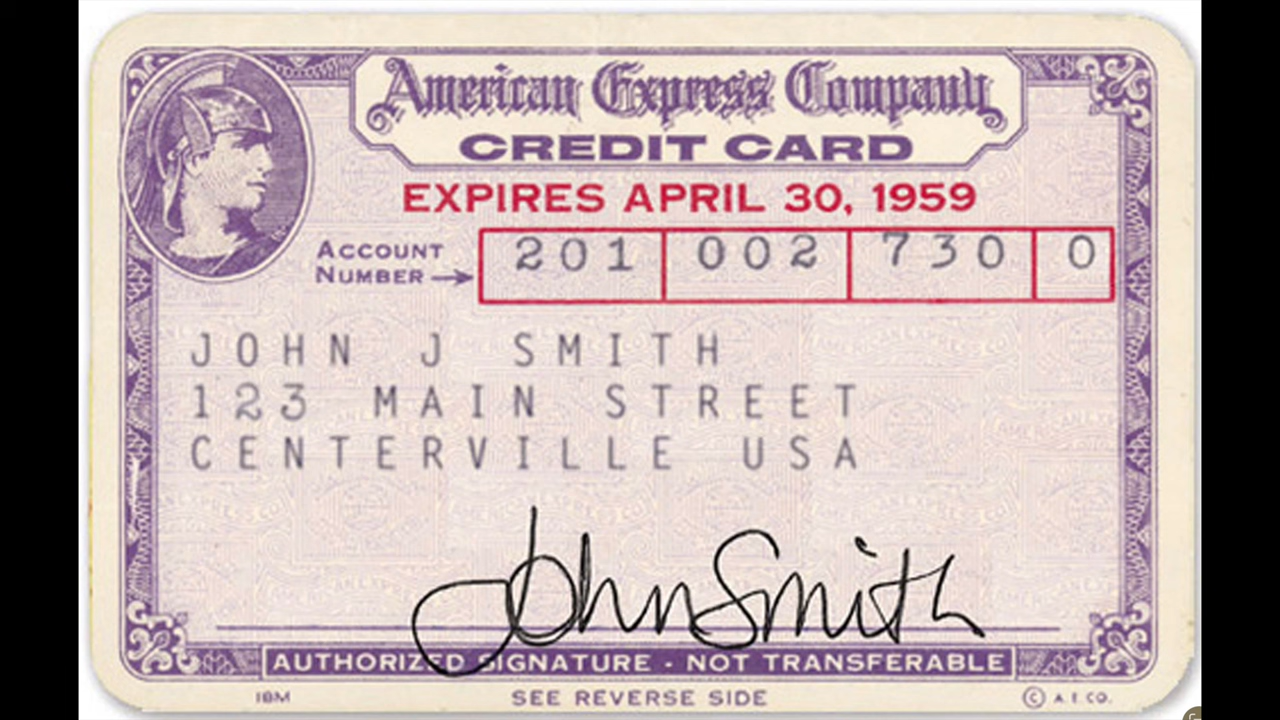 American Express Company
CREDIT CARD
EXPIRES APRIL 30, 1959
ACCOUNT NUMBER → 201 002 730 0
JOHN J SMITH
123 MAIN STREET
CENTERVILLE USA
John Smith
AUTHORIZED SIGNATURE - NOT TRANSFERABLE
IBM SEE REVERSE SIDE © A.E.CO.